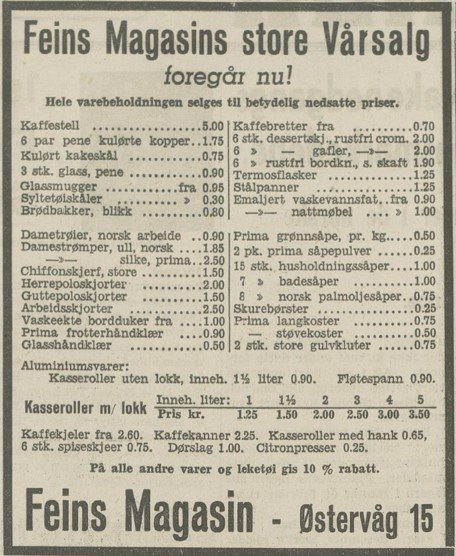 Feins Magasins store Vårsalg
foregår nu!
Hele varebeholdningen selges til betydelig nedsatte priser.
Kaffestell 5.00
6 par pene kulørte kopper 1.75
Kulørt kakeskål 0.75
3 stk. glass, pene 0.90
Glassmugger fra 0.95
Syltetøiskåler —»— 0.30
Brødbakker, blikk 0.80
Kaffebretter fra 0.70
6 stk. dessertskj., rustfri crom. 2.00
6 » —»— gafler, —»— 2.00
6 » rustfri bordkn., s. skaft 1.90
Termosflasker 1.25
Stålpanner 1.25
Emaljert vaskevannsfat fra 0.90
—»— nattmøbel » 1.00
Dametrøier, norsk arbeide 0.90
Damestrømper, ull, norsk 1.85
—»— silke, prima 2.50
Chiffonskjerf, store 1.50
Herrepoloskjorter 2.00
Guttepoloskjorter 1.50
Arbeidsskjorter 2.50
Vaskeekte bordduker fra 1.00
Prima frotterhåndklær 0.90
Glasshåndklær 0.50
Prima grønnsåpe, pr. kg. 0.50
2 pk. prima såpepulver 0.25
15 stk. husholdningssåper 1.00
7 » badesåper 1.00
8 » norsk palmoljesåper 0.75
Skurebørster 0.25
Prima langkoster 0.75
— støvekoster 0.50
2 stk. store gulvkluter 0.75
Aluminiumsvarer:
Kasseroller uten lokk, inneh. 1½ liter 0.90. Fløtespann 0.90.
Kasseroller m/ lokk
Inneh. liter: 1 1½ 2 3 4 5
Pris kr. 1.25 1.50 2.00 2.50 3.00 3.50
Kaffekjeler fra 2.60. Kaffekanner 2.25. Kasseroller med hank 0.65,
6 stk. spiseskjeer 0.75. Dørslag 1.00. Citronpresser 0.25.
På alle andre varer og leketøi gis 10 % rabatt.
Feins Magasin - Østervåg 15